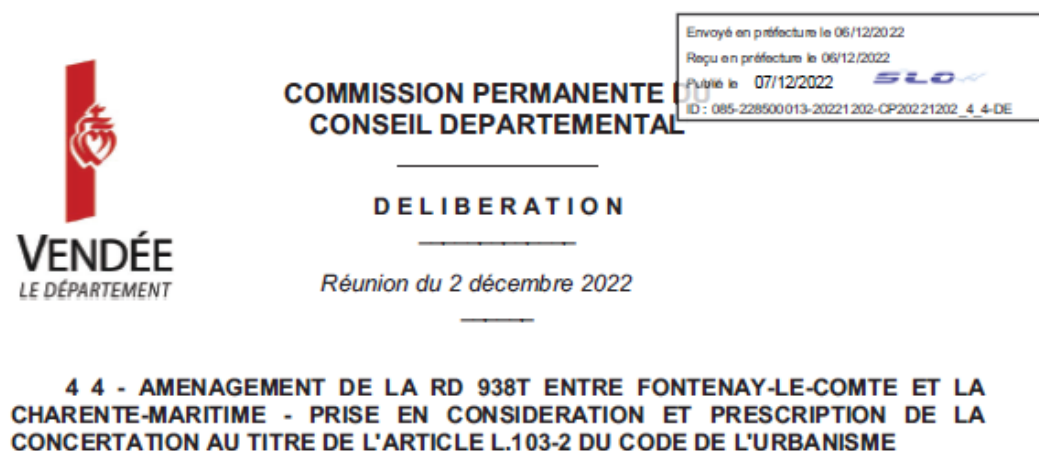 Envoyé en préfecture le 06/12/2022
Reçu en préfecture le 06/12/2022
Publié le 07/12/2022 SLO
ID : 085-228500013-20221202-CP20221202_4_4-DE
COMMISSION PERMANENTE DU
CONSEIL DEPARTEMENTAL
DELIBERATION
VENDÉE
LE DÉPARTEMENT
Réunion du 2 décembre 2022
4 4 - AMENAGEMENT DE LA RD 938T ENTRE FONTENAY-LE-COMTE ET LA
CHARENTE-MARITIME - PRISE EN CONSIDERATION ET PRESCRIPTION DE LA
CONCERTATION AU TITRE DE L'ARTICLE L.103-2 DU CODE DE L'URBANISME